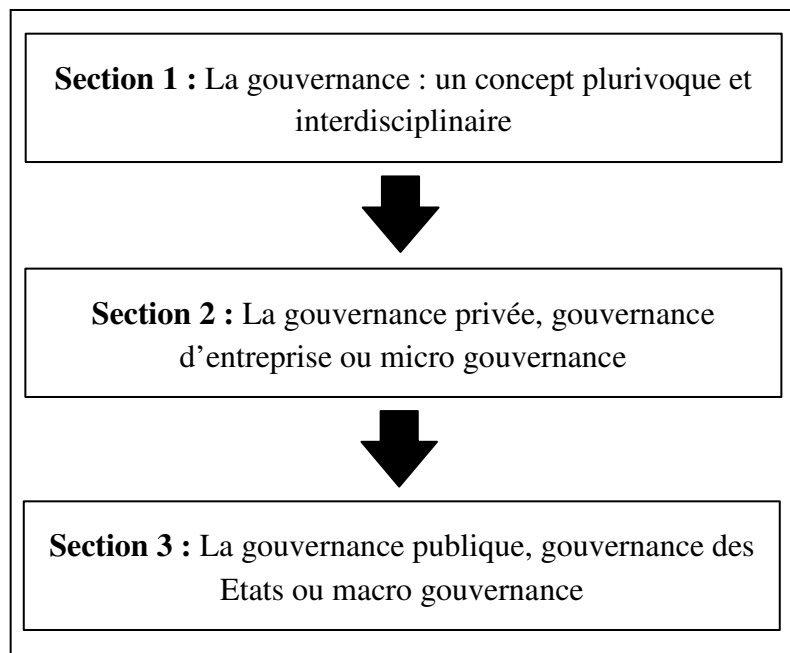 Section 1 : La gouvernance : un concept plurivoque et
interdisciplinaire
Section 2 : La gouvernance privée, gouvernance
d’entreprise ou micro gouvernance
Section 3 : La gouvernance publique, gouvernance des
Etats ou macro gouvernance